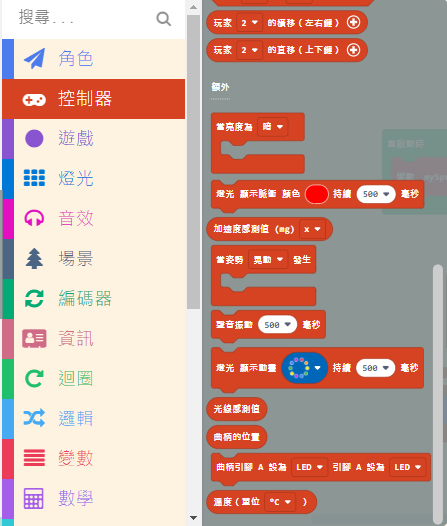 搜尋...
角色
控制器
遊戲
燈光
音效
場景
編碼器
資訊
迴圈
邏輯
變數
數學
玩家 2 的橫移（左右鍵）
玩家 2 的直移（上下鍵）
額外
當亮度為 暗
燈光 顯示脈衝 顏色 持續 500 毫秒
加速度感測值 (mg) x
當姿勢 晃動 發生
聲音振動 500 毫秒
燈光 顯示動畫 持續 500 毫秒
光線感測值
曲柄的位置
曲柄引腳 A 設為 LED 引腳 A 設為 LED
溫度（單位 °C ）